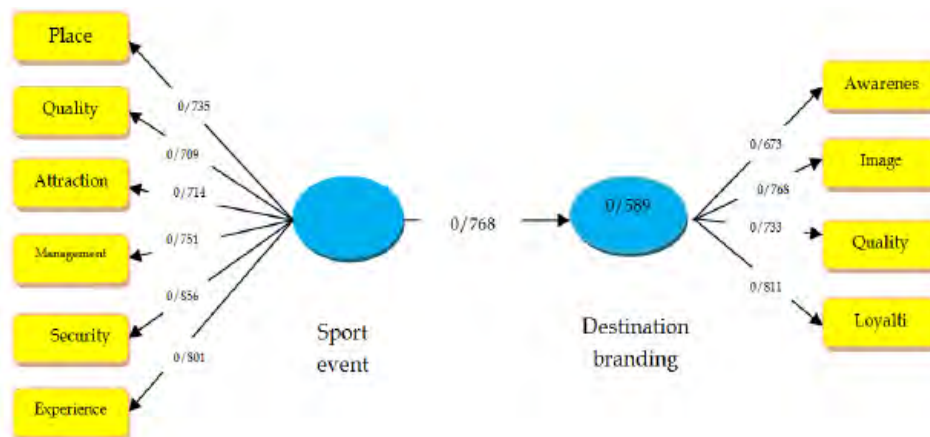 Place
0/735
Quality
0/709
Attraction
0/714
Management
0/751
Security
0/856
Experience
0/801
Sport
event
0/768
0/589
Destination
branding
Awarenes
0/673
Image
0/768
Quality
0/733
Loyalti
0/811